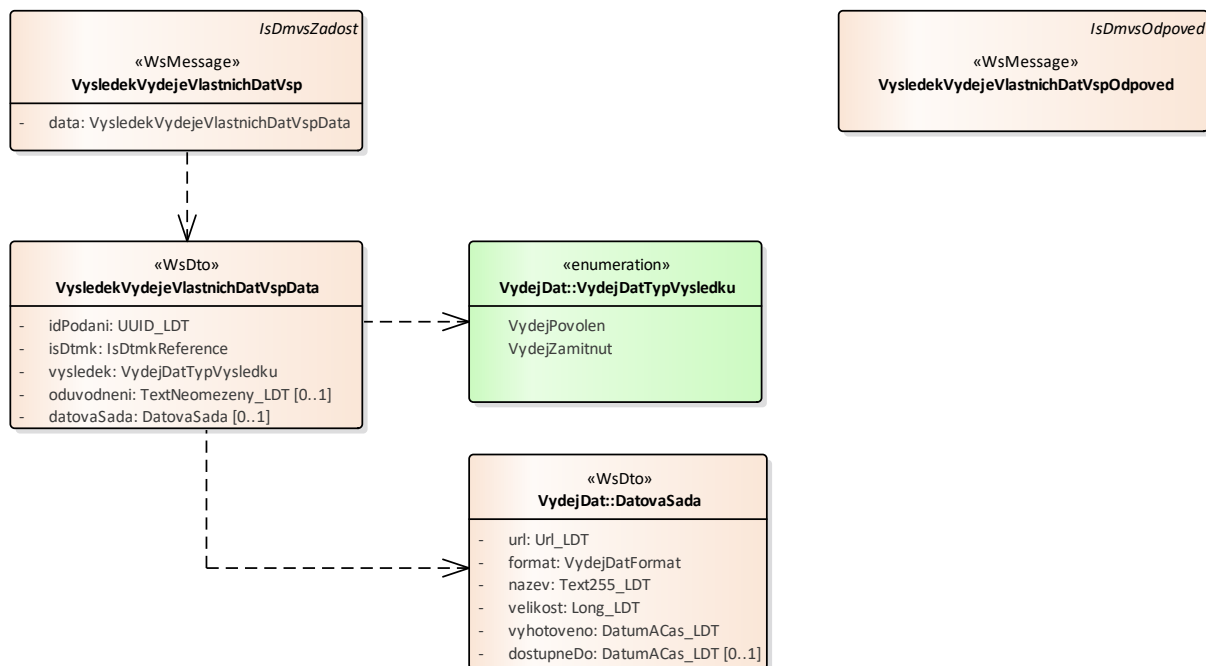 IsDmvsZadost
«WsMessage»
VysledekVydejeVlastnichDatVsp
- data: VysledekVydejeVlastnichDatVspData
IsDmvsOdpoved
«WsMessage»
VysledekVydejeVlastnichDatVspOdpoved
«WsDto»
VysledekVydejeVlastnichDatVspData
- idPodani: UUID_LDT
- isDtmk: IsDtmkReference
- vysledek: VydejDatTypVysledku
- oduvodneni: TextNeomezeny_LDT [0..1]
- datovaSada: DatovaSada [0..1]
«enumeration»
VydejDat::VydejDatTypVysledku
VydejPovolen
VydejZamitnut
«WsDto»
VydejDat::DatovaSada
- url: Url_LDT
- format: VydejDatFormat
- nazev: Text255_LDT
- velikost: Long_LDT
- vyhotoveno: DatumACas_LDT
- dostupneDo: DatumACas_LDT [0..1]